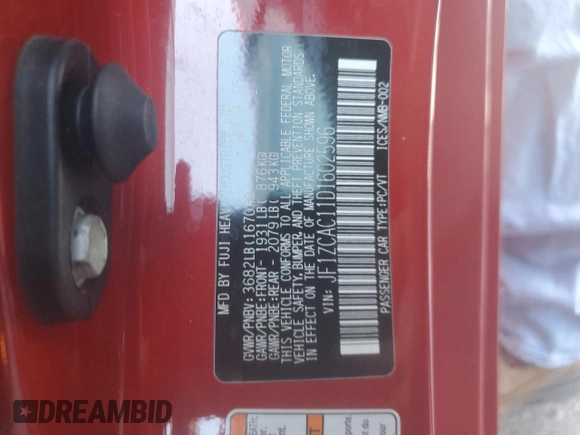 MFD BY FUJI HEAVY
GVWR/PNBV: 3682LB(1670KG)
GAWR/PNBE:FRONT- 1931LB( 876KG)
GAWR/PNBE:REAR - 2079LB( 943KG)
THIS VEHICLE CONFORMS TO ALL APPLICABLE FEDERAL MOTOR
VEHICLE SAFETY, BUMPER, AND THEFT PREVENTION STANDARDS
IN EFFECT ON THE DATE OF MANUFACTURE SHOWN ABOVE.
VIN: JF1ZCAC11D1602596
PASSENGER CAR TYPE:PC/VT ICES/NMB-002
DREAMBID